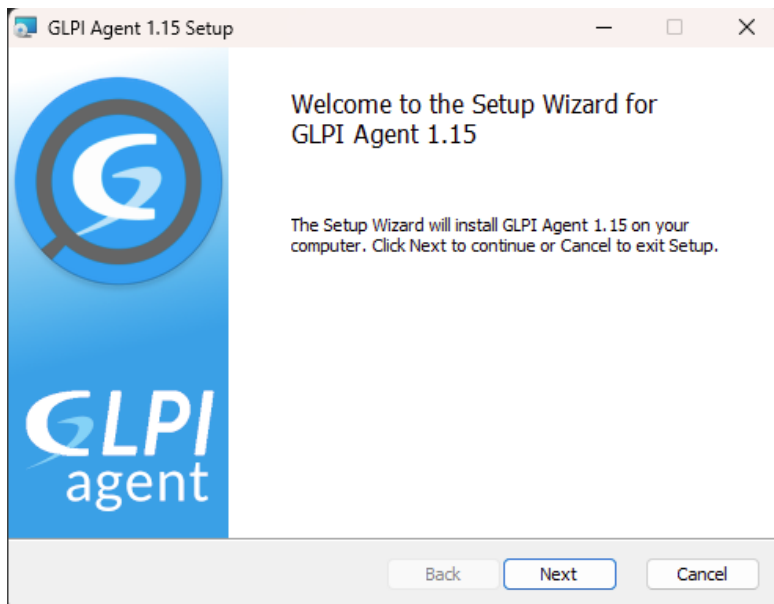 GLPI Agent 1.15 Setup
Welcome to the Setup Wizard for
GLPI Agent 1.15
The Setup Wizard will install GLPI Agent 1.15 on your
computer. Click Next to continue or Cancel to exit Setup.
GLPI
agent
Back
Next
Cancel